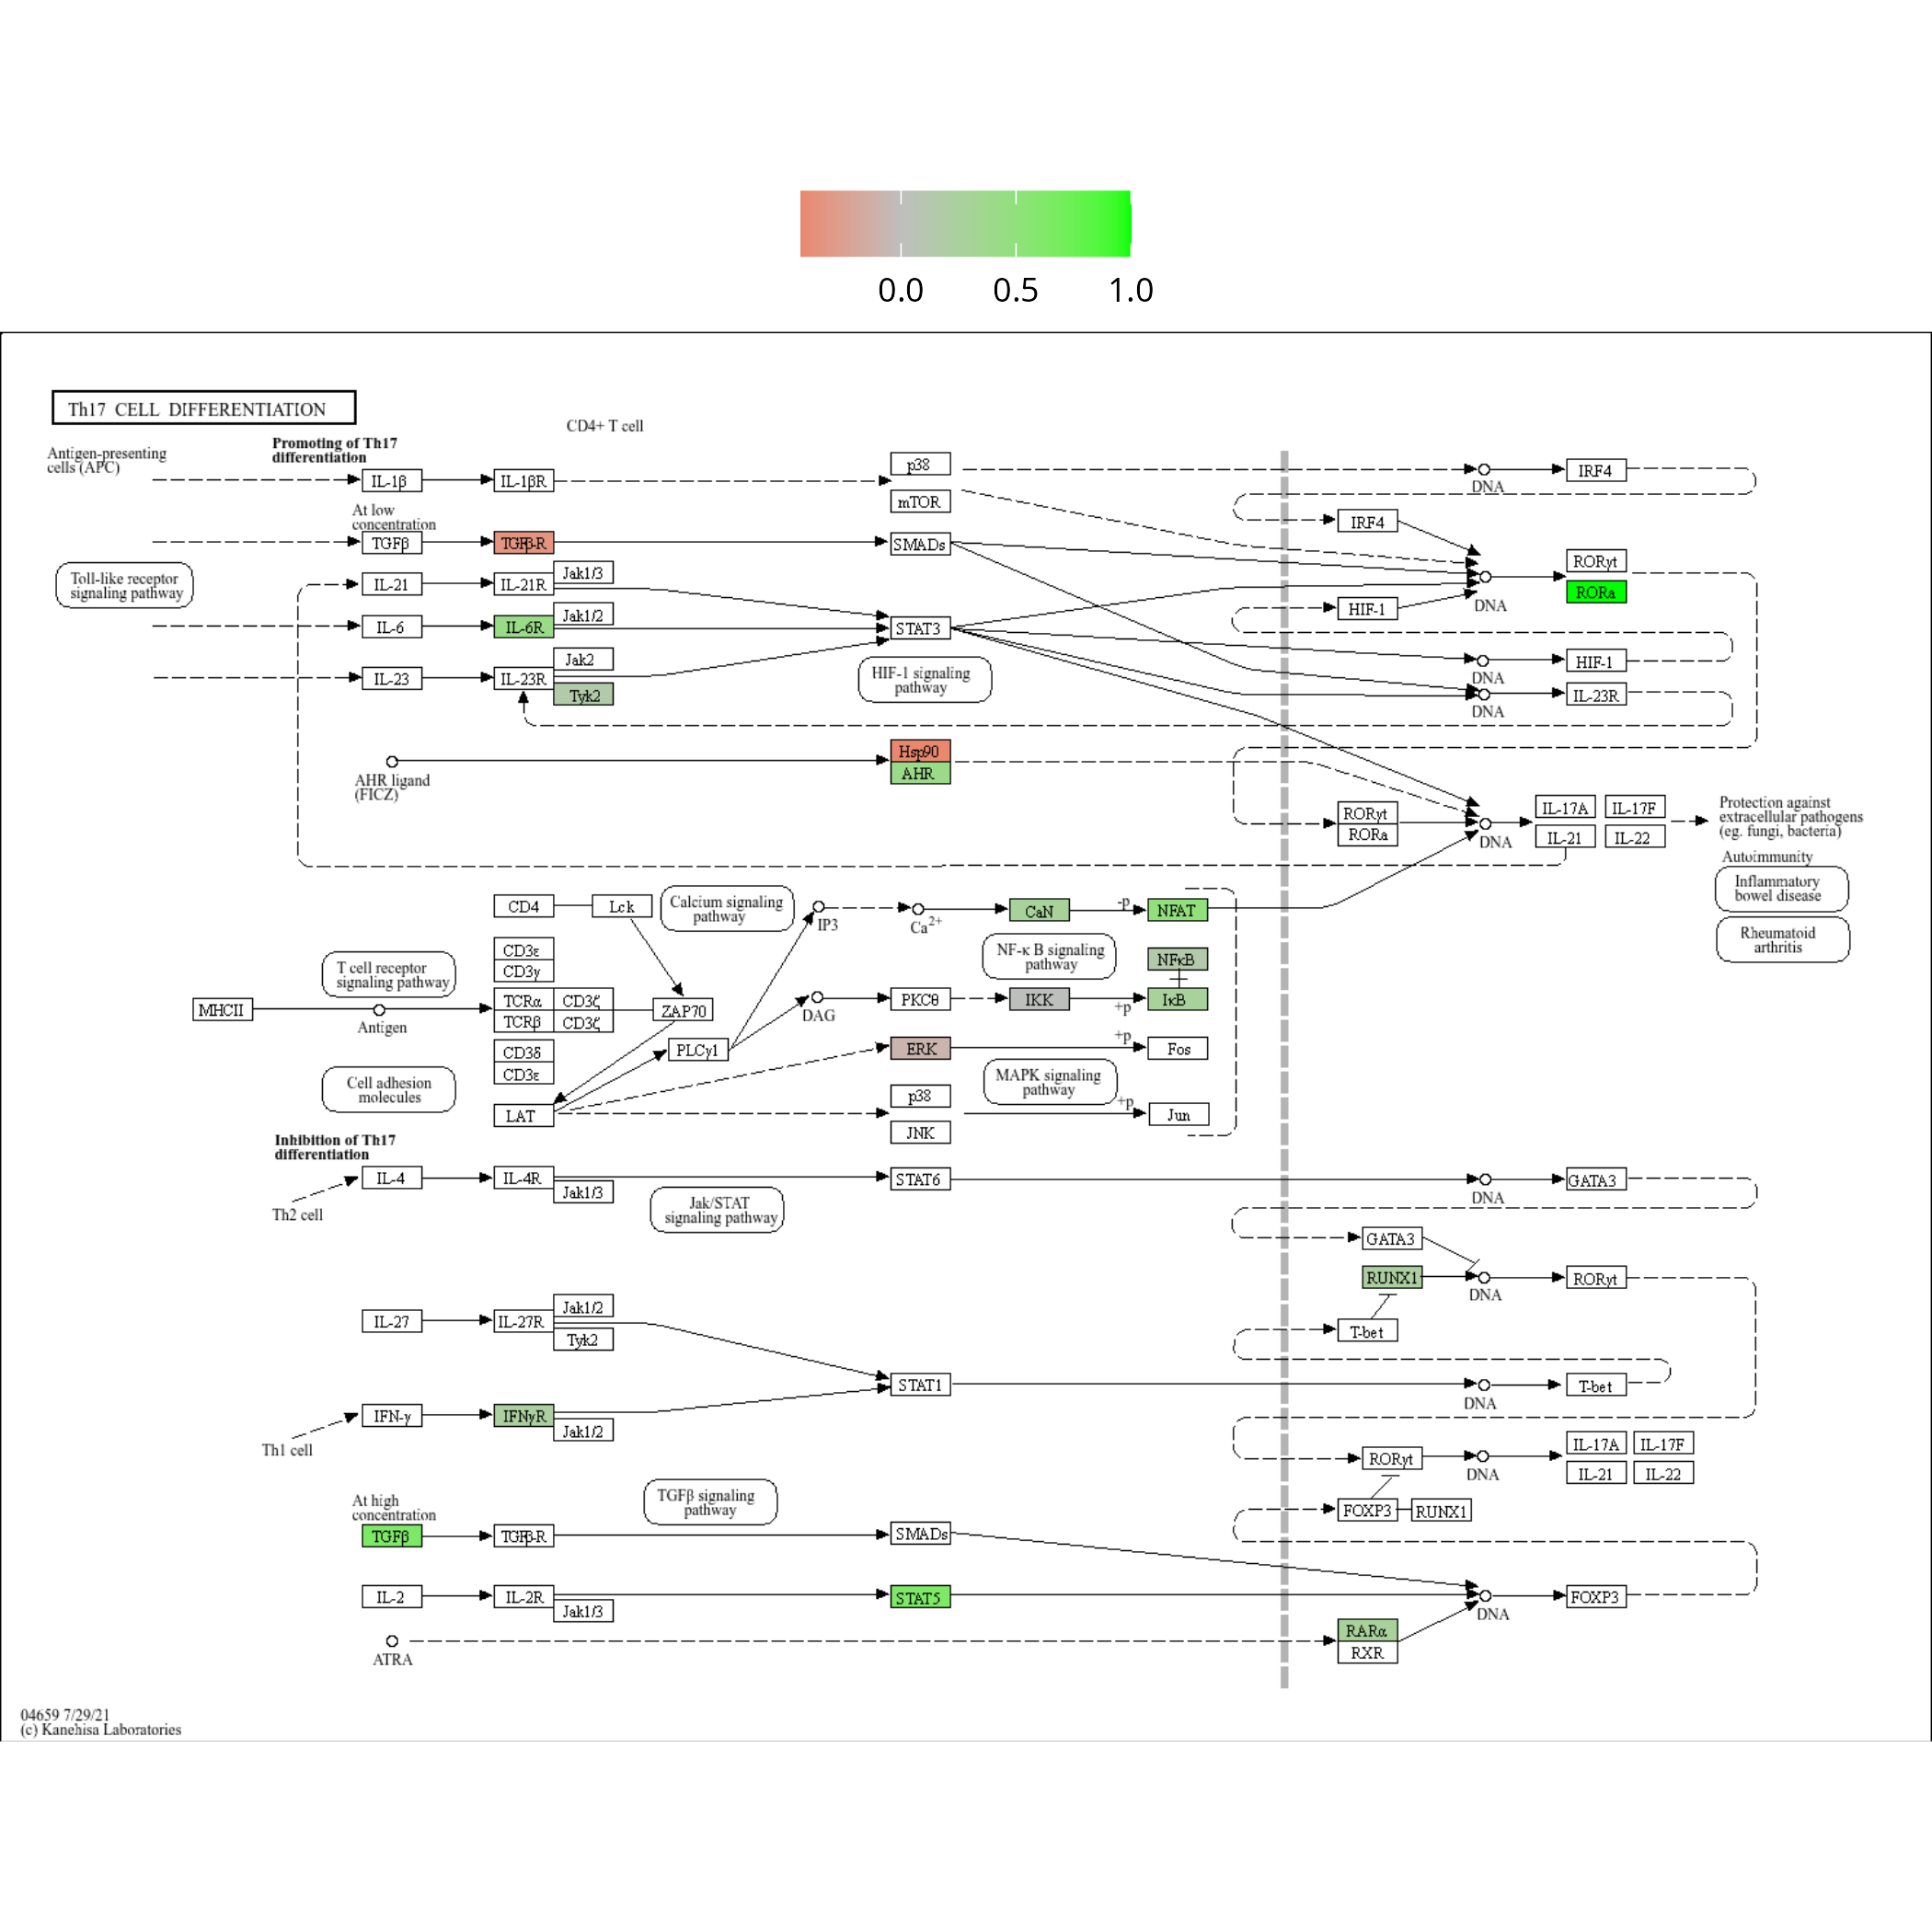 0.0 0.5 1.0
Th17 CELL DIFFERENTIATION
CD4+ T cell
Antigen-presenting
cells (APC)
Promoting of Th17
differentiation
IL-1β IL-1βR p38 DNA IRF4
mTOR
IRF4
At low
concentration
TGFβ TGFβ-R SMADs
Toll-like receptor
signaling pathway
IL-21 IL-21R Jak1/3
DNA RORγt
RORa
HIF-1
IL-6 IL-6R Jak1/2 STAT3
HIF-1 signaling
pathway
DNA HIF-1
IL-23 IL-23R Jak2
Tyk2
DNA IL-23R
AHR ligand
(FICZ)
Hsp90
AHR
RORγt
RORa
DNA
IL-17A IL-17F
IL-21 IL-22
Protection against
extracellular pathogens
(eg. fungi, bacteria)
Autoimmunity
Inflammatory
bowel disease
Rheumatoid
arthritis
CD4 Lck
Calcium signaling
pathway
IP3 Ca2+ CaN -p NFAT
CD3ε
CD3γ
NF-κ B signaling
pathway
NFκB
T cell receptor
signaling pathway
MHCII Antigen
TCRα CD3ζ
TCRβ CD3ζ
ZAP70
DAG PKCθ IKK +p IκB
CD3δ
CD3ε
PLCγ1
ERK +p Fos
Cell adhesion
molecules
MAPK signaling
pathway
LAT
p38
JNK
+p Jun
Inhibition of Th17
differentiation
Th2 cell
IL-4 IL-4R Jak1/3 STAT6 DNA GATA3
Jak/STAT
signaling pathway
GATA3
RUNX1 DNA RORγt
T-bet
IL-27 IL-27R Jak1/2
Tyk2
STAT1 DNA T-bet
Th1 cell
IFN-γ IFNγR Jak1/2
RORγt DNA
IL-17A IL-17F
IL-21 IL-22
TGFβ signaling
pathway
FOXP3 RUNX1
At high
concentration
TGFβ TGFβ-R SMADs
IL-2 IL-2R Jak1/3 STAT5 DNA FOXP3
ATRA
RARα
RXR
04659 7/29/21
(c) Kanehisa Laboratories